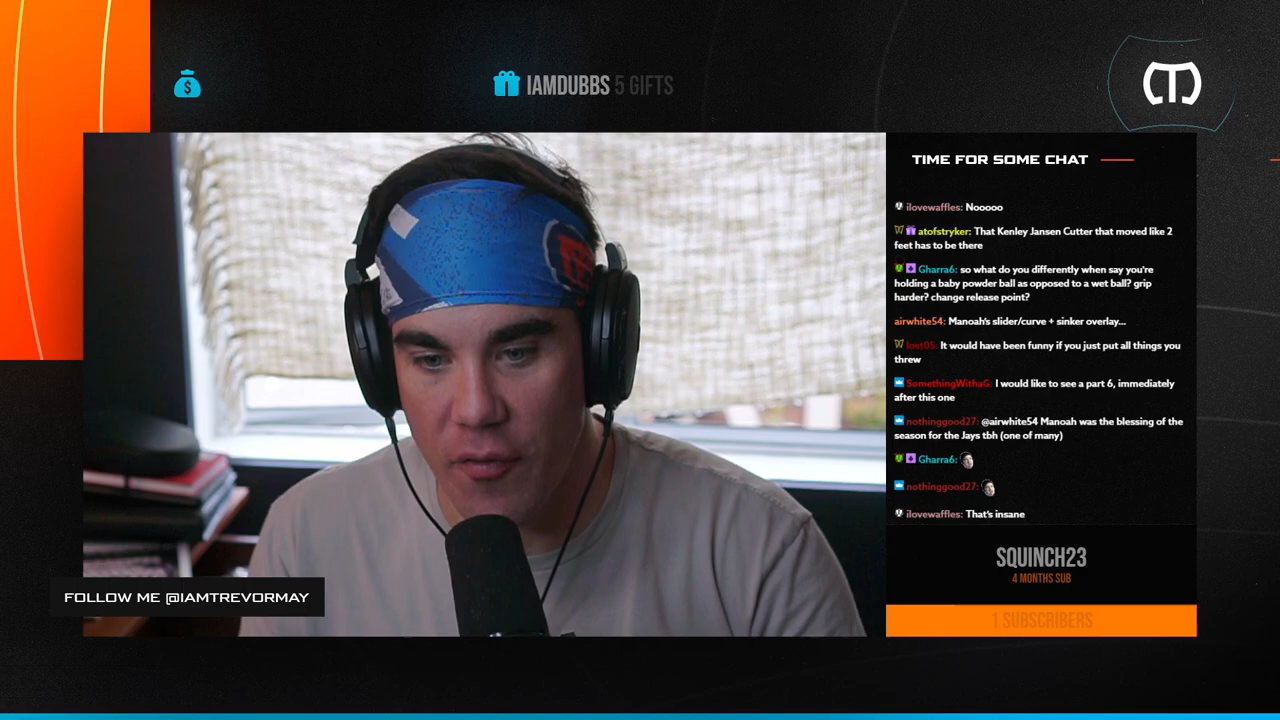 IAMDUBBS 5 GIFTS
TIME FOR SOME CHAT
ilovewaffles: Nooooo
atofstryker: That Kenley Jansen Cutter that moved like 2
feet has to be there
Gharra6: so what do you differently when say you're
holding a baby powder ball as opposed to a wet ball? grip
harder? change release point?
airwhite54: Manoah's slider/curve + sinker overlay...
lost05: It would have been funny if you just put all things you
threw
SomethingWithaG: I would like to see a part 6, immediately
after this one
nothinggood27: @airwhite54 Manoah was the blessing of the
season for the Jays tbh (one of many)
Gharra6:
nothinggood27:
ilovewaffles: That's insane
SQUINCH23
4 MONTHS SUB
1 SUBSCRIBERS
FOLLOW ME @IAMTREVORMAY